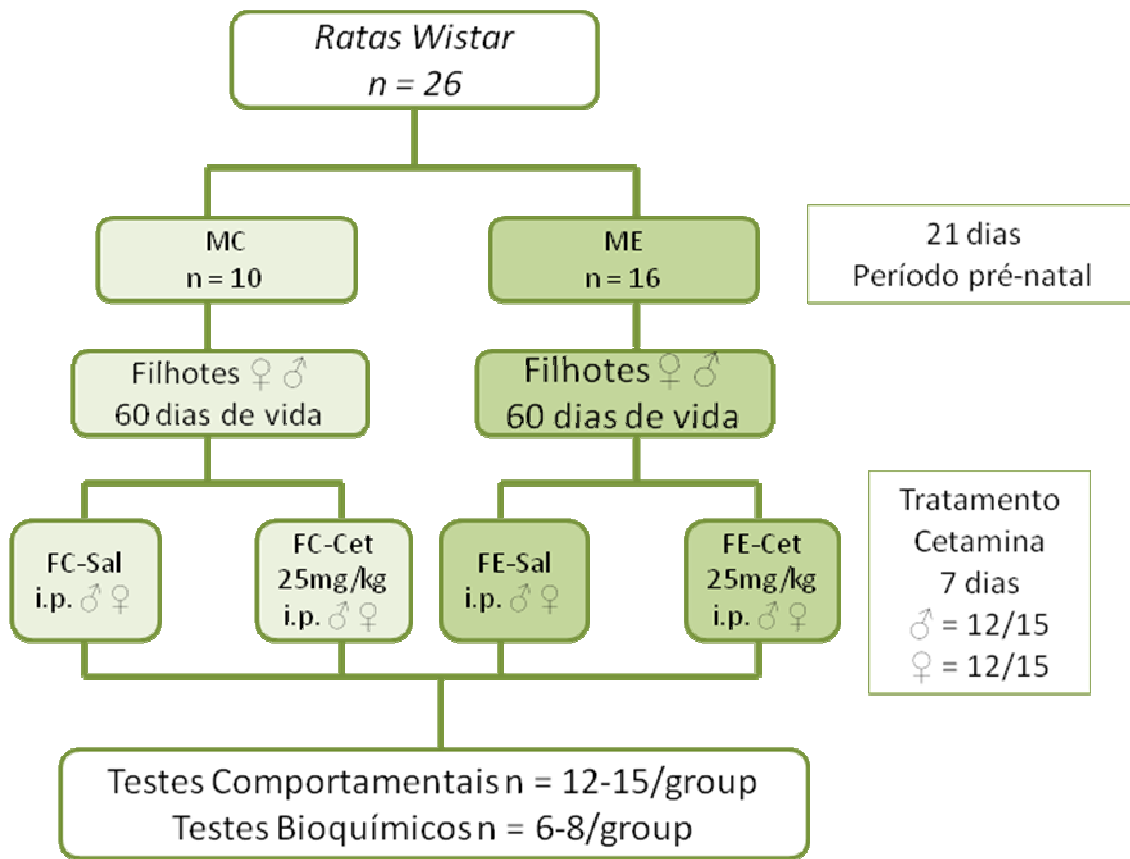 Ratas Wistar
n = 26
MC
n = 10
ME
n = 16
21 dias
Período pré-natal
Filhotes ♀ ♂
60 dias de vida
Filhotes ♀ ♂
60 dias de vida
FC-Sal
i.p. ♂ ♀
FC-Cet
25mg/kg
i.p. ♂ ♀
FE-Sal
i.p. ♂ ♀
FE-Cet
25mg/kg
i.p. ♂ ♀
Tratamento
Cetamina
7 dias
♂ = 12/15
♀ = 12/15
Testes Comportamentais n = 12-15/group
Testes Bioquímicos n = 6-8/group